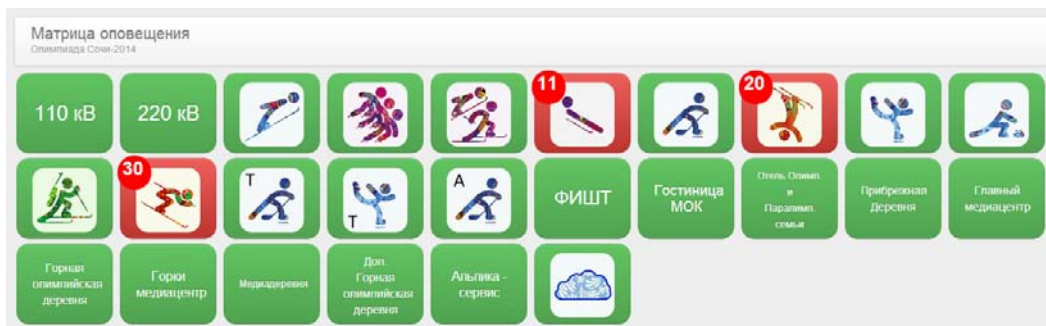 Матрица оповещения
Олимпиада Сочи-2014
110 кВ
220 кВ
11
20
30
Т
Т
А
ФИШТ
Гостиница
МОК
Отель Олимп.
и
Паралимп.
семьи
Прибрежная
Деревня
Главный
медиацентр
Горная
олимпийская
деревня
Горки
медиацентр
Медиадеревня
Доп.
Горная
олимпийская
деревня
Альпика -
сервис